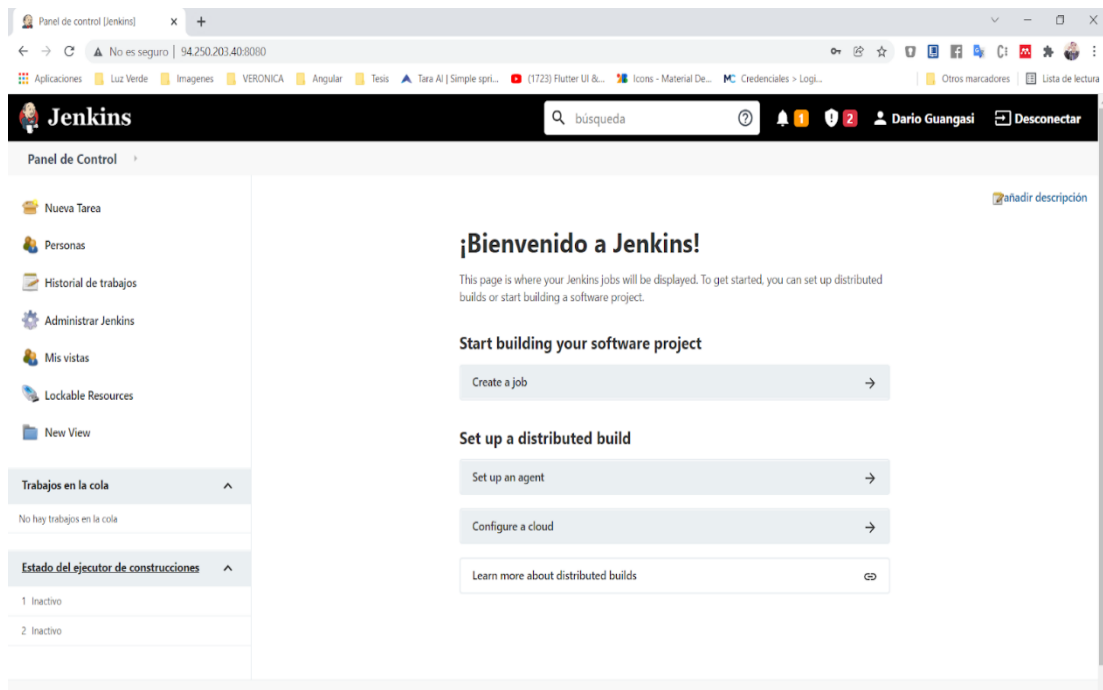 Panel de control [Jenkins]
No es seguro | 94.250.203.40:8080
Aplicaciones Luz Verde Imagenes VERONICA Angular Tesis Tara AI | Simple spri... (1723) Flutter UI &... Icons - Material De... Credenciales > Logi... Otros marcadores Lista de lectura
Jenkins
búsqueda
1
2
Dario Guangasi
Desconectar
Panel de Control
añadir descripción
Nueva Tarea
Personas
Historial de trabajos
Administrar Jenkins
Mis vistas
Lockable Resources
New View
Trabajos en la cola
No hay trabajos en la cola
Estado del ejecutor de construcciones
1 Inactivo
2 Inactivo
¡Bienvenido a Jenkins!
This page is where your Jenkins jobs will be displayed. To get started, you can set up distributed
builds or start building a software project.
Start building your software project
Create a job
Set up a distributed build
Set up an agent
Configure a cloud
Learn more about distributed builds